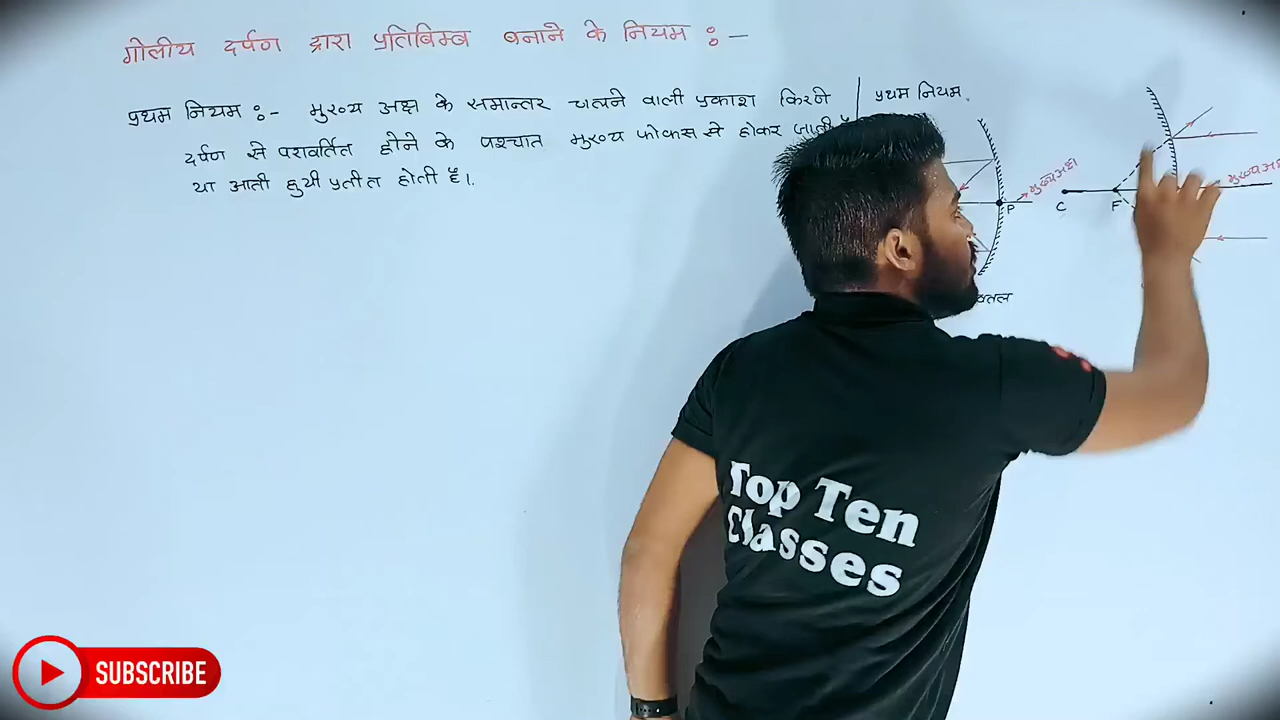 गोलीय दर्पण द्वारा प्रतिबिम्ब बनाने के नियम :-
प्रथम नियम :- मुख्य अक्ष के समान्तर चलने वाली प्रकाश किरणे
दर्पण से परावर्तित होने के पश्चात मुख्य फोकस से होकर जाती है
या आती हुयी प्रतीत होती है।
प्रथम नियम
मुख्य अक्ष
P
C
F
मुख्य अक्ष
Top Ten
Classes
SUBSCRIBE